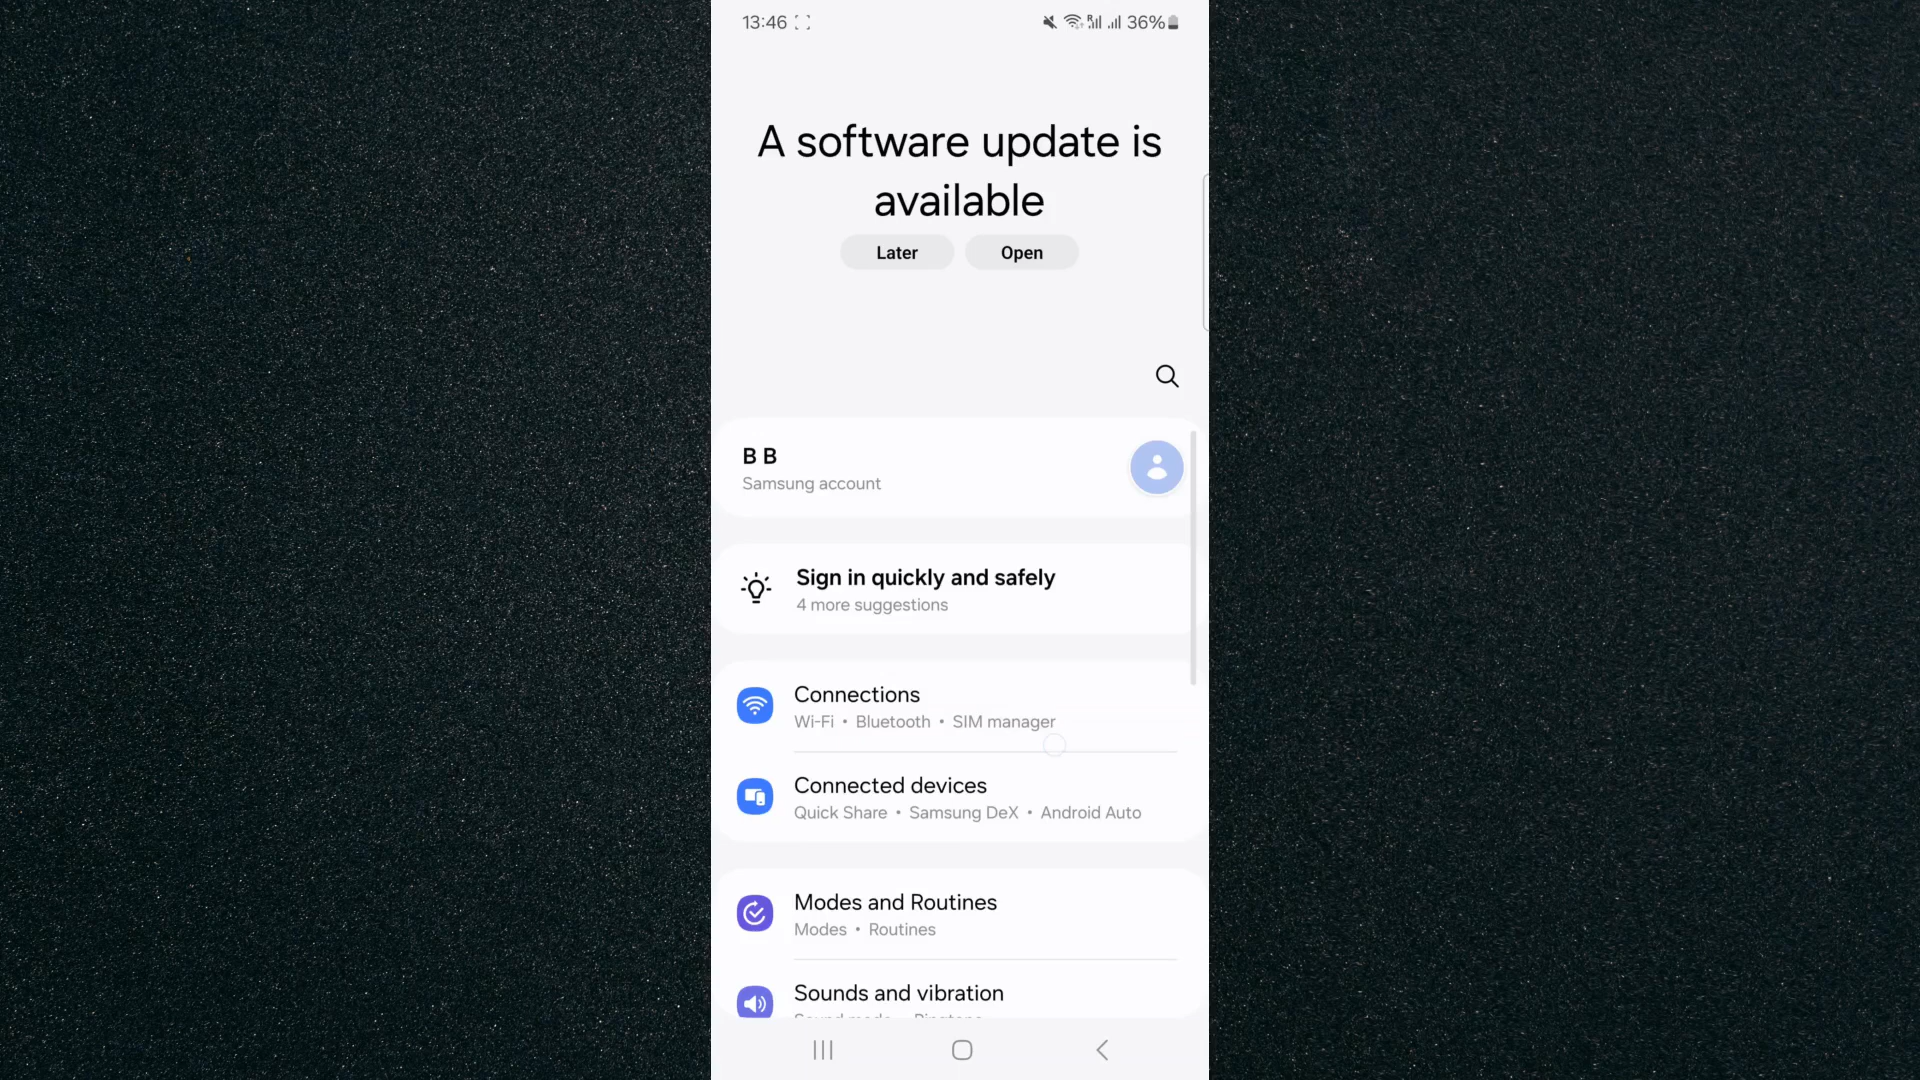 13:46
36%
A software update is
available
Later
Open
B B
Samsung account
Sign in quickly and safely
4 more suggestions
Connections
Wi-Fi • Bluetooth • SIM manager
Connected devices
Quick Share • Samsung DeX • Android Auto
Modes and Routines
Modes • Routines
Sounds and vibration